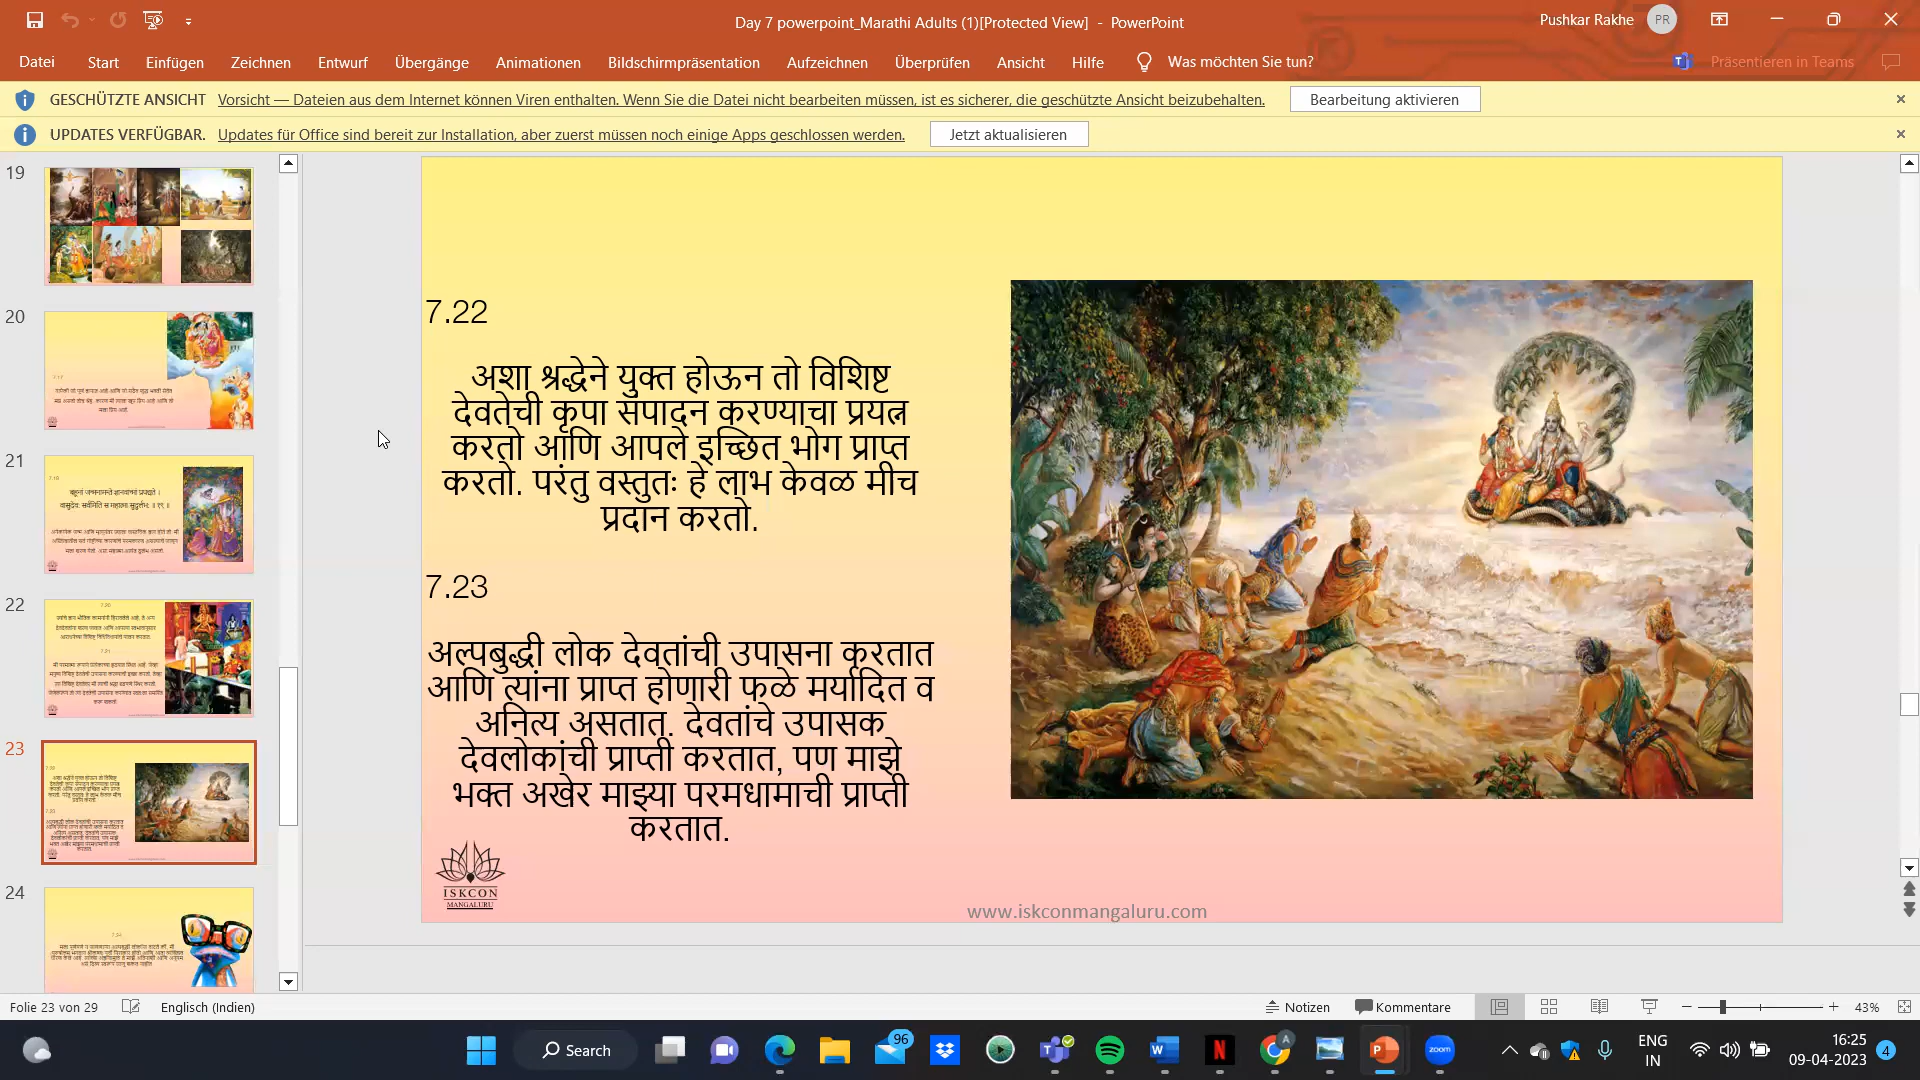 Day 7 powerpoint_Marathi Adults (1)[Protected View] - PowerPoint
Pushkar Rakhe
PR
Datei Start Einfügen Zeichnen Entwurf Übergänge Animationen Bildschirmpräsentation Aufzeichnen Überprüfen Ansicht Hilfe Was möchten Sie tun? Präsentieren in Teams
GESCHÜTZTE ANSICHT Vorsicht — Dateien aus dem Internet können Viren enthalten. Wenn Sie die Datei nicht bearbeiten müssen, ist es sicherer, die geschützte Ansicht beizubehalten. Bearbeitung aktivieren
UPDATES VERFÜGBAR. Updates für Office sind bereit zur Installation, aber zuerst müssen noch einige Apps geschlossen werden. Jetzt aktualisieren
19
20
21
22
23
24
7.22
अशा श्रद्धेने युक्त होऊन तो विशिष्ट
देवतेची कृपा संपादन करण्याचा प्रयत्न
करतो आणि आपले इच्छित भोग प्राप्त
करतो. परंतु वस्तुतः हे लाभ केवळ मीच
प्रदान करतो.
7.23
अल्पबुद्धी लोक देवतांची उपासना करतात
आणि त्यांना प्राप्त होणारी फळे मर्यादित व
अनित्य असतात. देवतांचे उपासक
देवलोकांची प्राप्ती करतात, पण माझे
भक्त अखेर माझ्या परमधामाची प्राप्ती
करतात.
ISKCON
MANGALURU
www.iskconmangaluru.com
Folie 23 von 29 Englisch (Indien) Notizen Kommentare 43%
Search
96
zoom
ENG
IN
16:25
09-04-2023
4